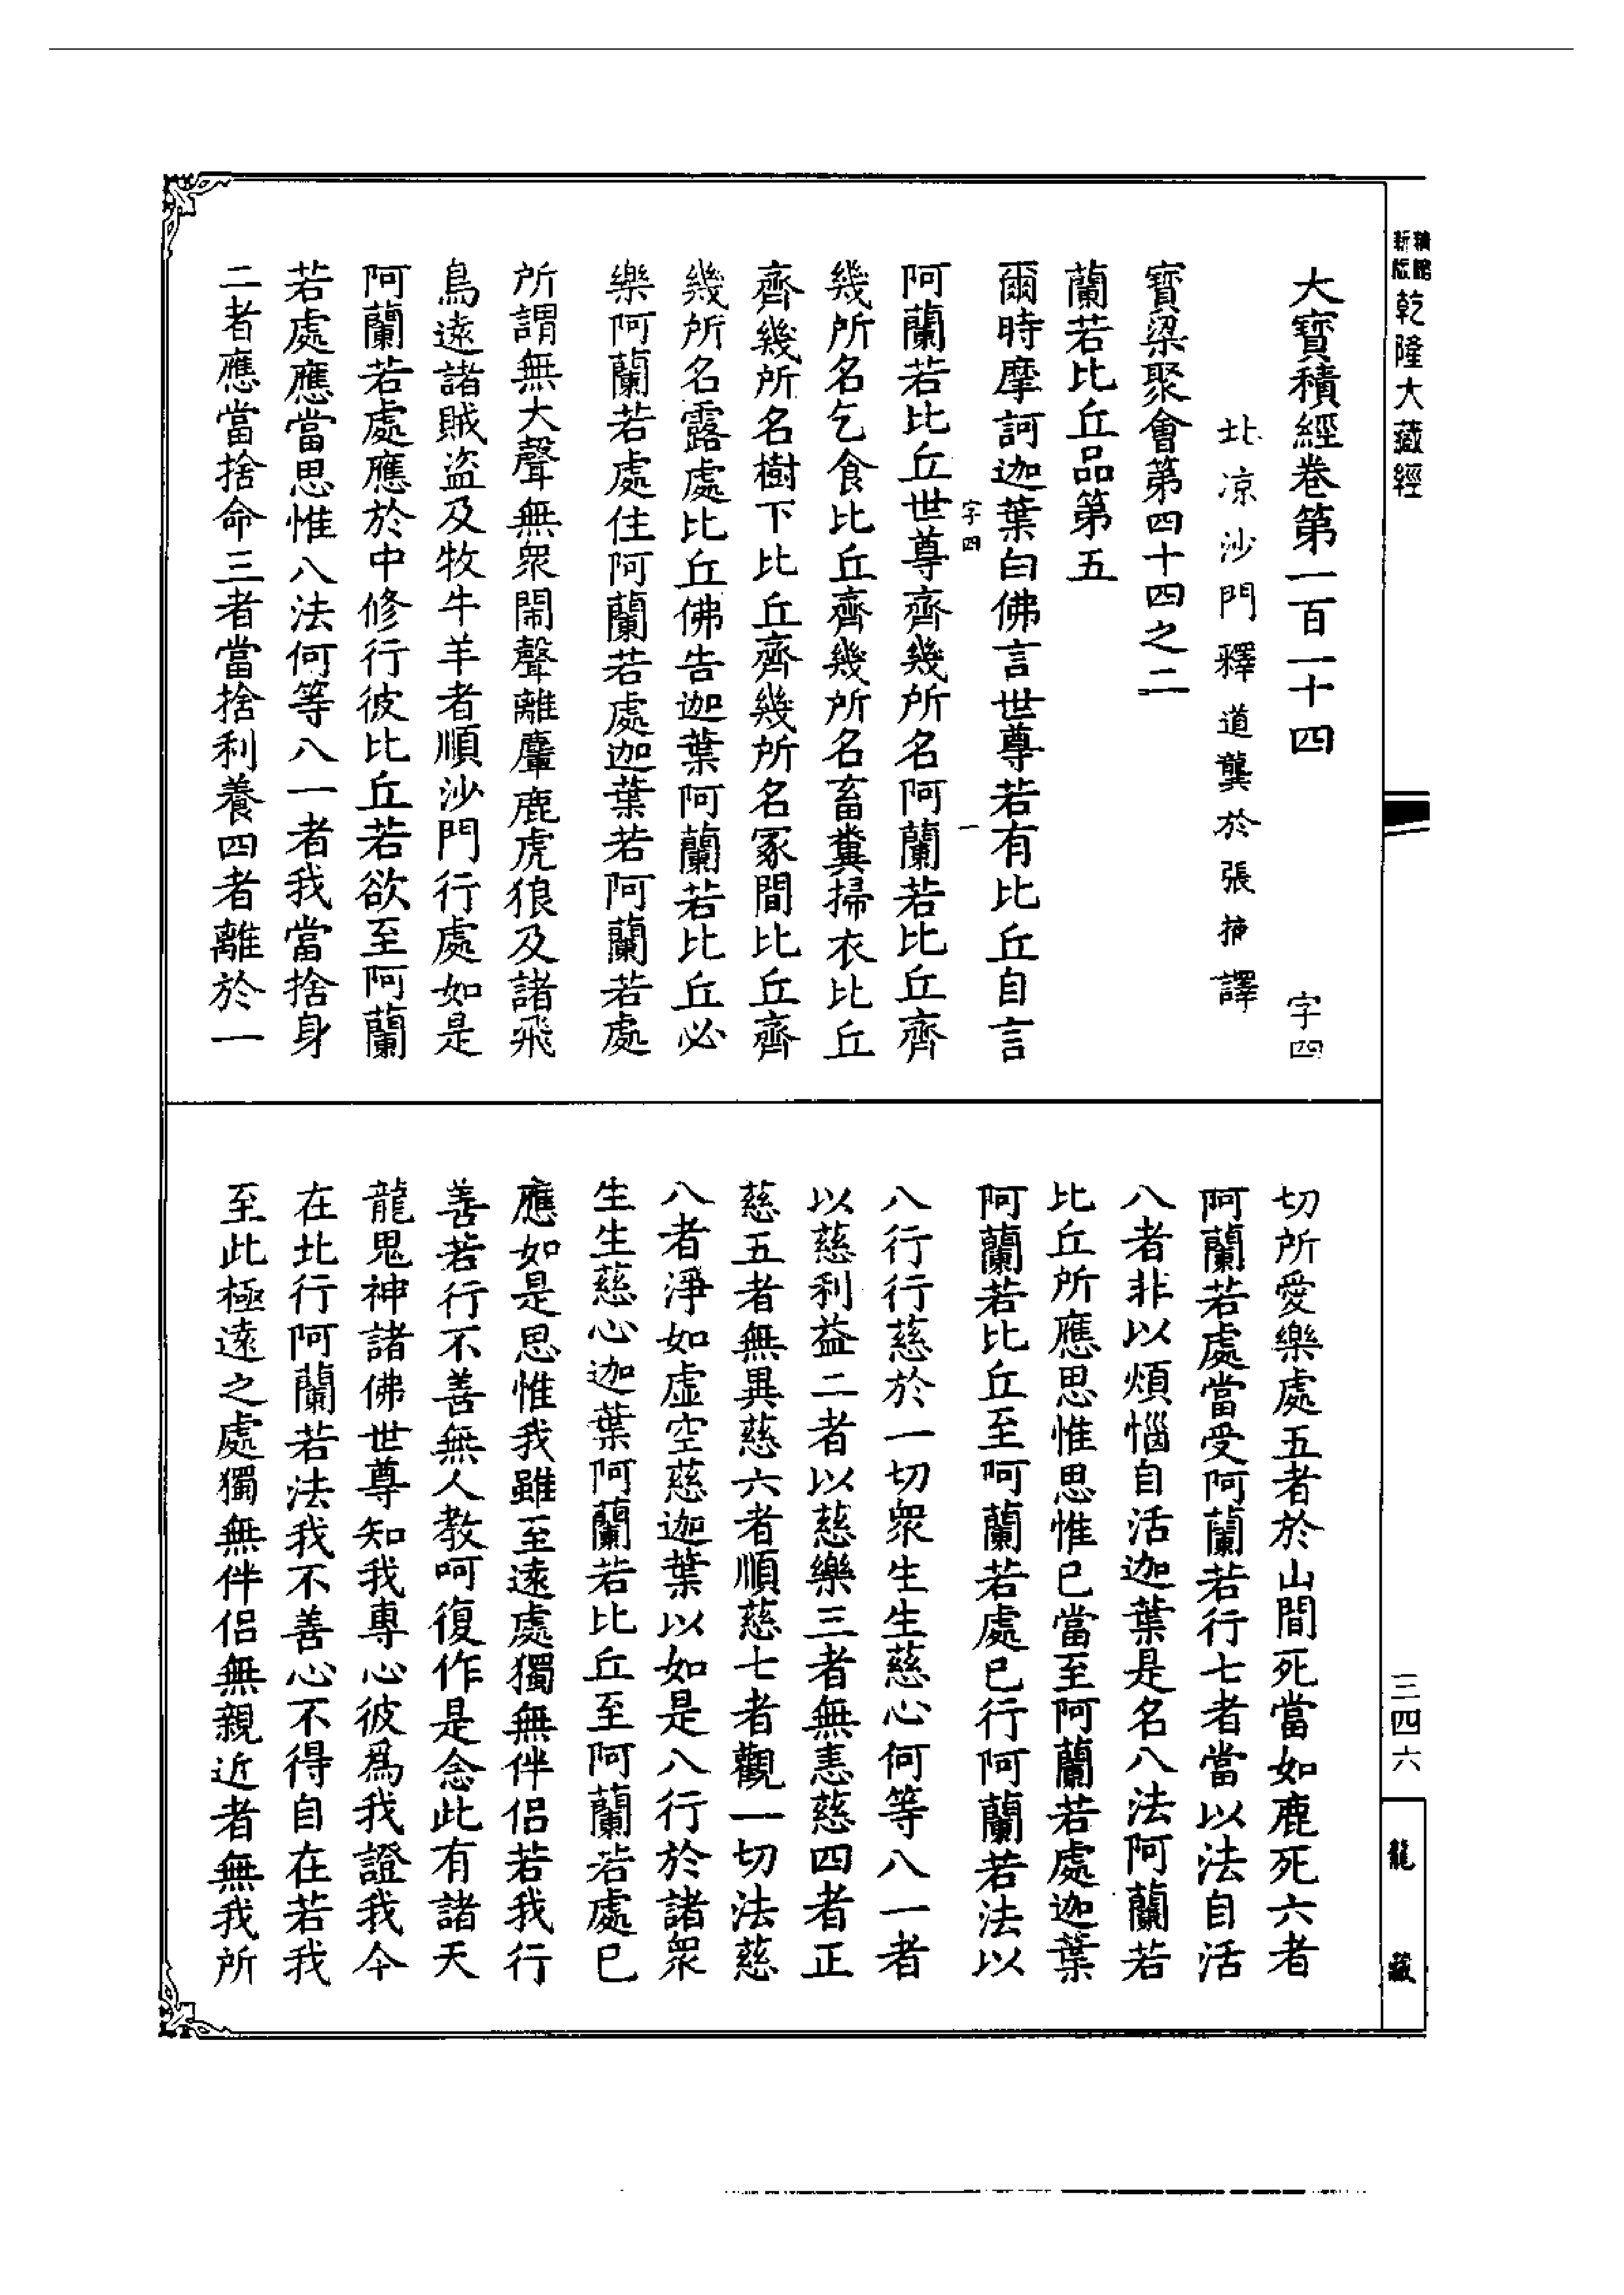 新版
精縮
乾隆大藏經
大寶積經卷第一百一十四
字四
北涼沙門釋道龔於張掖譯
寶梁聚會第四十四之二
蘭若比丘品第五
爾時摩訶迦葉白佛言世尊若有比丘自言
字四
一
阿蘭若比丘世尊齊幾所名阿蘭若比丘齊
幾所名乞食比丘齊幾所名畜糞掃衣比丘
齊幾所名樹下比丘齊幾所名冢間比丘齊
幾所名露處比丘佛告迦葉阿蘭若比丘必
樂阿蘭若處住阿蘭若處迦葉若阿蘭若處
所謂無大聲無眾鬧聲離麞鹿虎狼及諸飛
鳥遠諸賊盜及牧牛羊者順沙門行處如是
阿蘭若處應於中修行彼比丘若欲至阿蘭
若處應當思惟八法何等八一者我當捨身
二者應當捨命三者當捨利養四者離於一
切所愛樂處五者於山間死當如鹿死六者
阿蘭若處當受阿蘭若行七者當以法自活
八者非以煩惱自活迦葉是名八法阿蘭若
比丘所應思惟思惟已當至阿蘭若處迦葉
阿蘭若比丘至阿蘭若處已行阿蘭若法以
八行行慈於一切眾生生慈心何等八一者
以慈利益二者以慈樂三者無恚慈四者正
慈五者無異慈六者順慈七者觀一切法慈
八者淨如虛空慈迦葉以如是八行於諸眾
生生慈心迦葉阿蘭若比丘至阿蘭若處已
應如是思惟我雖至遠處獨無伴侶若我行
善若行不善無人教呵復作是念此有諸天
龍鬼神諸佛世尊知我專心彼為我證我今
在此行阿蘭若法我不善心不得自在若我
至此極遠之處獨無伴侶無親近者無我所
三四六
龍藏